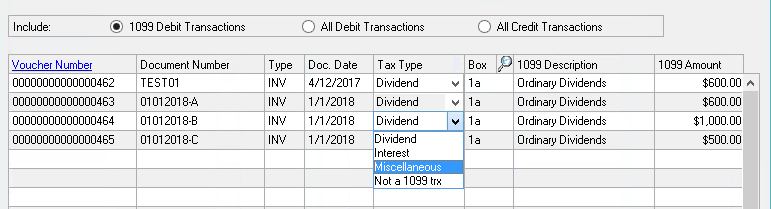 Include: 1099 Debit Transactions All Debit Transactions All Credit Transactions
Voucher Number Document Number Type Doc. Date Tax Type Box 1099 Description 1099 Amount
00000000000000462 TEST01 INV 4/12/2017 Dividend 1a Ordinary Dividends $600.00
00000000000000463 01012018-A INV 1/1/2018 Dividend 1a Ordinary Dividends $600.00
00000000000000464 01012018-B INV 1/1/2018 Dividend 1a Ordinary Dividends $1,000.00
00000000000000465 01012018-C INV 1/1/2018 Dividend 1a Ordinary Dividends $500.00
Interest
Miscellaneous
Not a 1099 trx